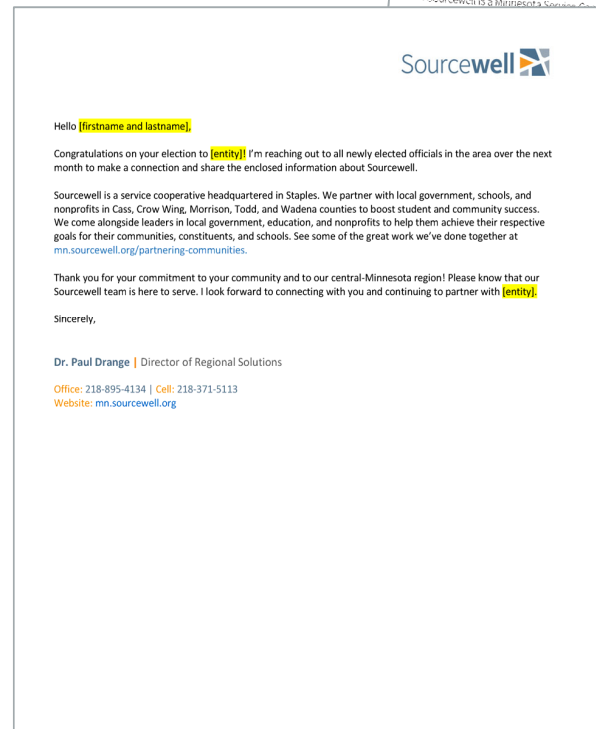 Sourcewell is a Minnesota Service
Sourcewell
Hello [firstname and lastname],
Congratulations on your election to [entity]! I'm reaching out to all newly elected officials in the area over the next
month to make a connection and share the enclosed information about Sourcewell.
Sourcewell is a service cooperative headquartered in Staples. We partner with local government, schools, and
nonprofits in Cass, Crow Wing, Morrison, Todd, and Wadena counties to boost student and community success.
We come alongside leaders in local government, education, and nonprofits to help them achieve their respective
goals for their communities, constituents, and schools. See some of the great work we've done together at
mn.sourcewell.org/partnering-communities.
Thank you for your commitment to your community and to our central-Minnesota region! Please know that our
Sourcewell team is here to serve. I look forward to connecting with you and continuing to partner with [entity].
Sincerely,
Dr. Paul Drange | Director of Regional Solutions
Office: 218-895-4134 | Cell: 218-371-5113
Website: mn.sourcewell.org